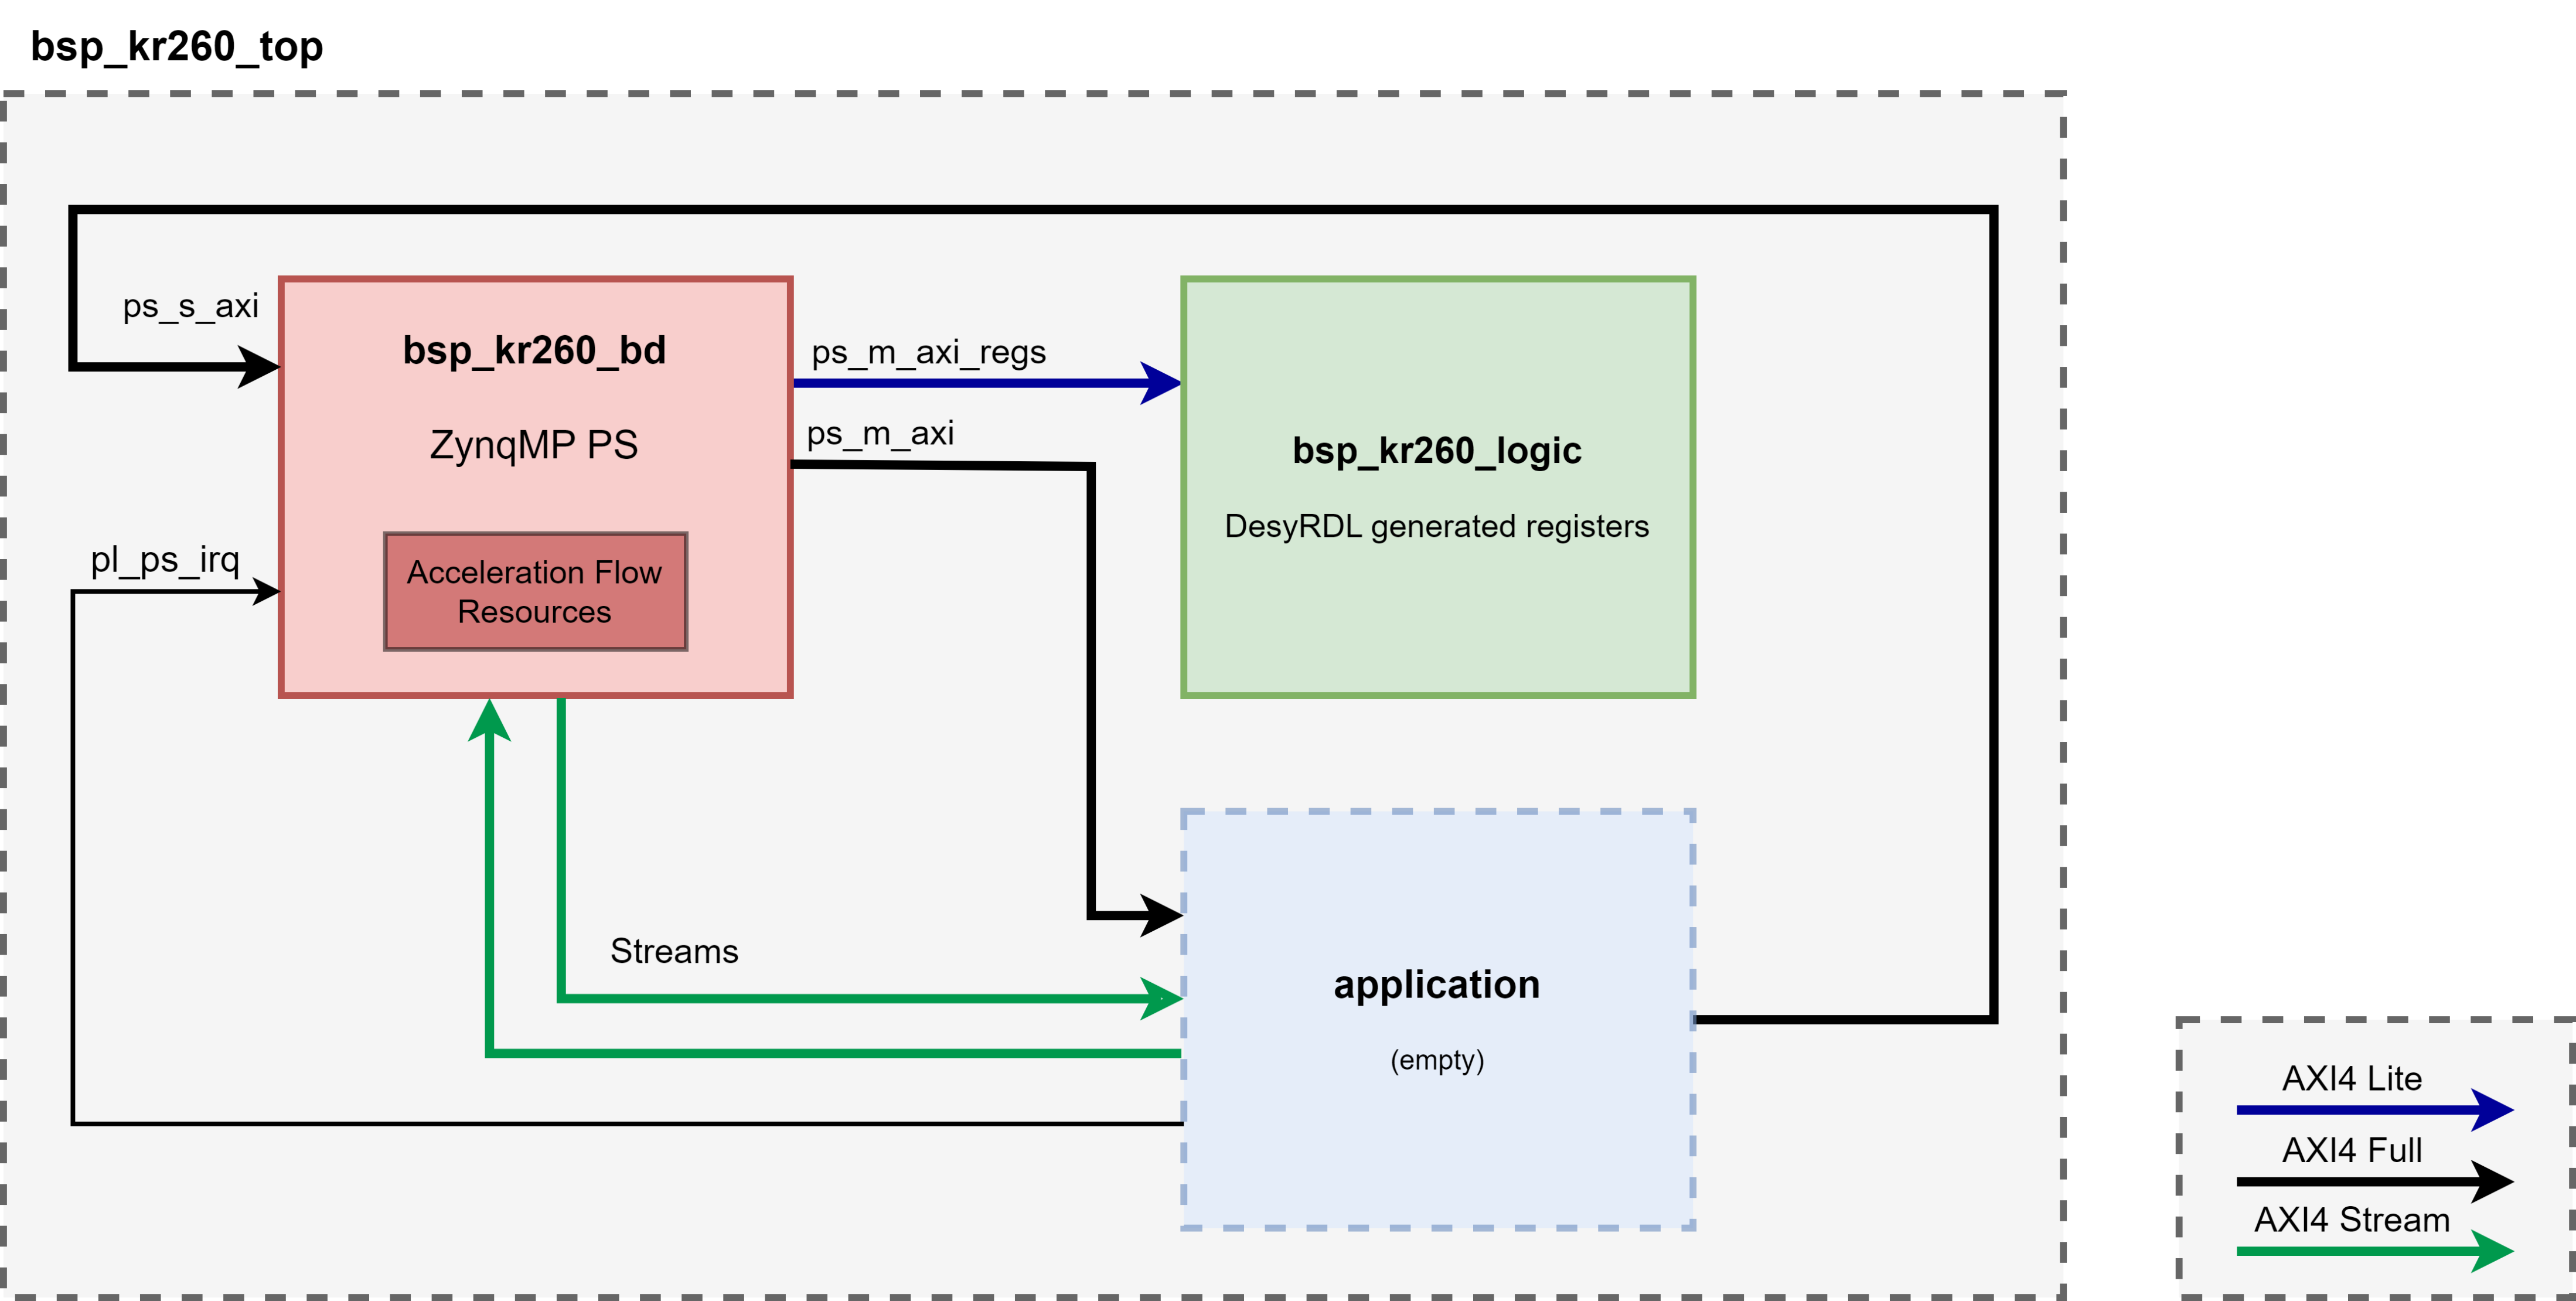 bsp_kr260_top
ps_s_axi
bsp_kr260_bd
ZynqMP PS
Acceleration Flow
Resources
pl_ps_irq
ps_m_axi_regs
ps_m_axi
bsp_kr260_logic
DesyRDL generated registers
Streams
application
(empty)
AXI4 Lite
AXI4 Full
AXI4 Stream